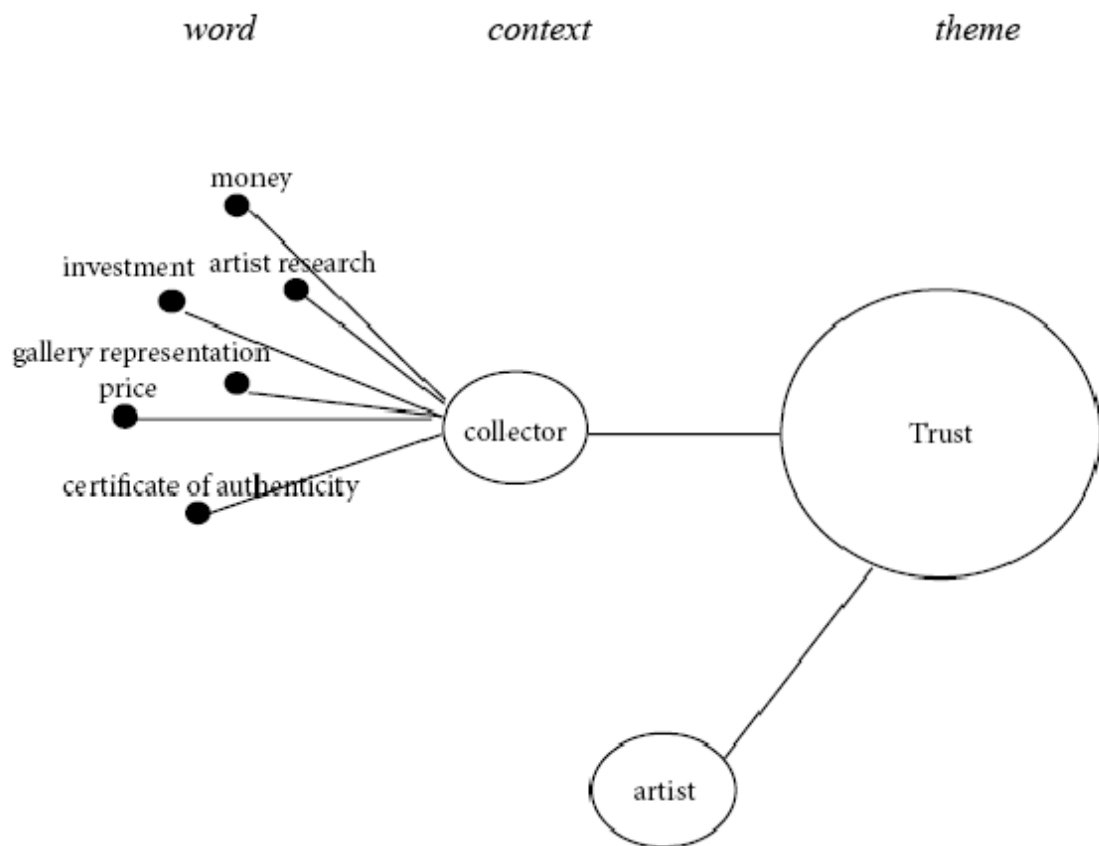 word context theme
money
investment artist research
gallery representation
price
collector Trust
certificate of authenticity
artist